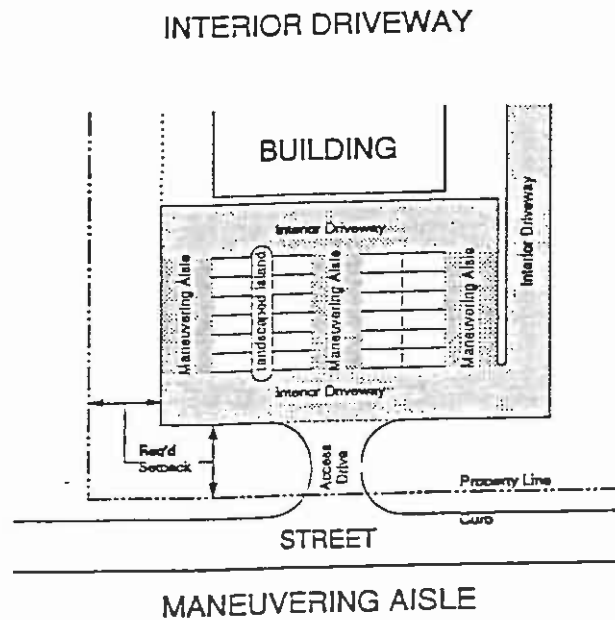 INTERIOR DRIVEWAY
BUILDING
Interior Driveway
Interior Driveway
Maneuvering Aisle
Landscaped Island
Maneuvering Aisle
Maneuvering Aisle
Interior Driveway
Req'd
Setback
Access
Drive
Property Line
Curb
STREET
MANEUVERING AISLE